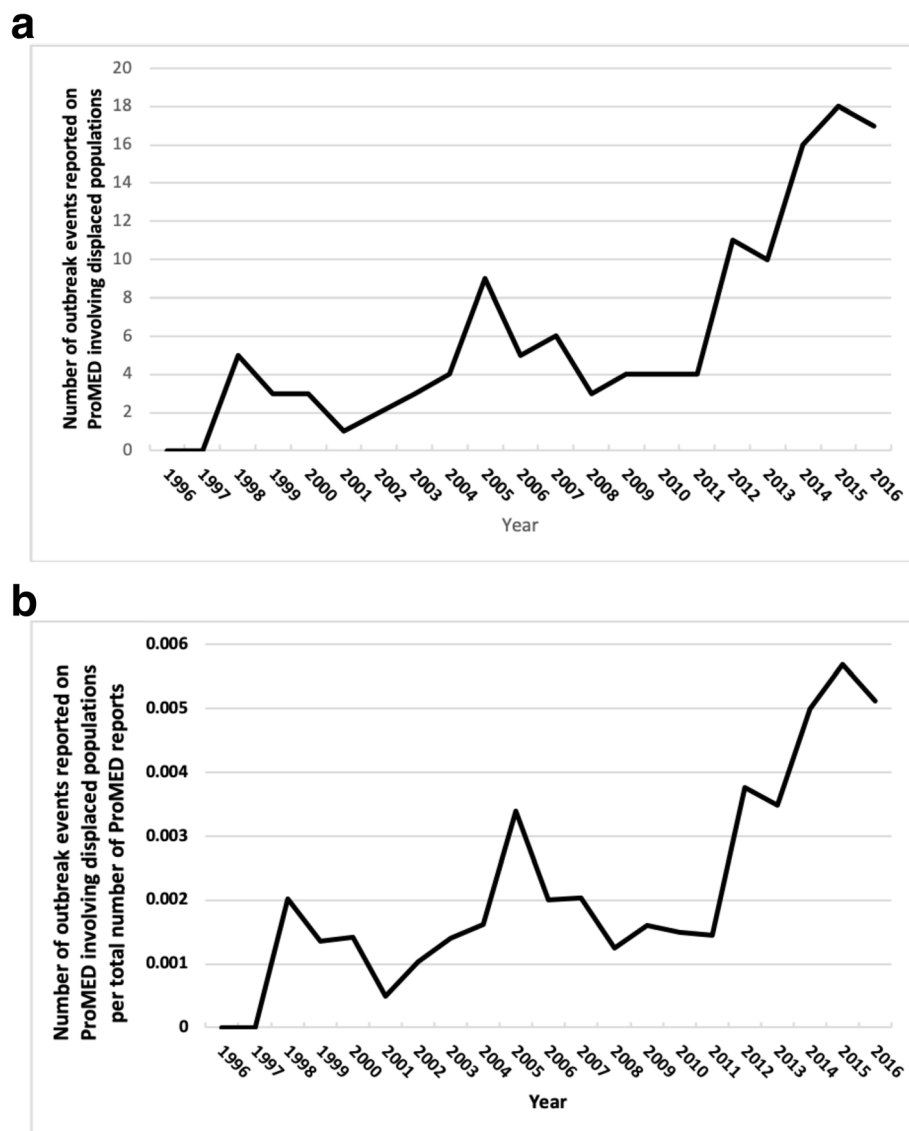 a
Number of outbreak events reported on
ProMED involving displaced populations
20
18
16
14
12
10
8
6
4
2
0
1996 1997 1998 1999 2000 2001 2002 2003 2004 2005 2006 2007 2008 2009 2010 2011 2012 2013 2014 2015 2016
Year
b
Number of outbreak events reported on
ProMED involving displaced populations
per total number of ProMED reports
0.006
0.005
0.004
0.003
0.002
0.001
0
1996 1997 1998 1999 2000 2001 2002 2003 2004 2005 2006 2007 2008 2009 2010 2011 2012 2013 2014 2015 2016
Year